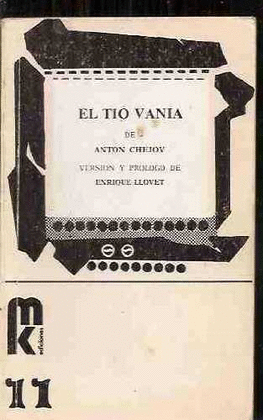 EL TIO VANIA
DE
ANTON CHEJOV
VERSION Y PROLOGO DE
ENRIQUE LLOVET
mk
ediciones
11